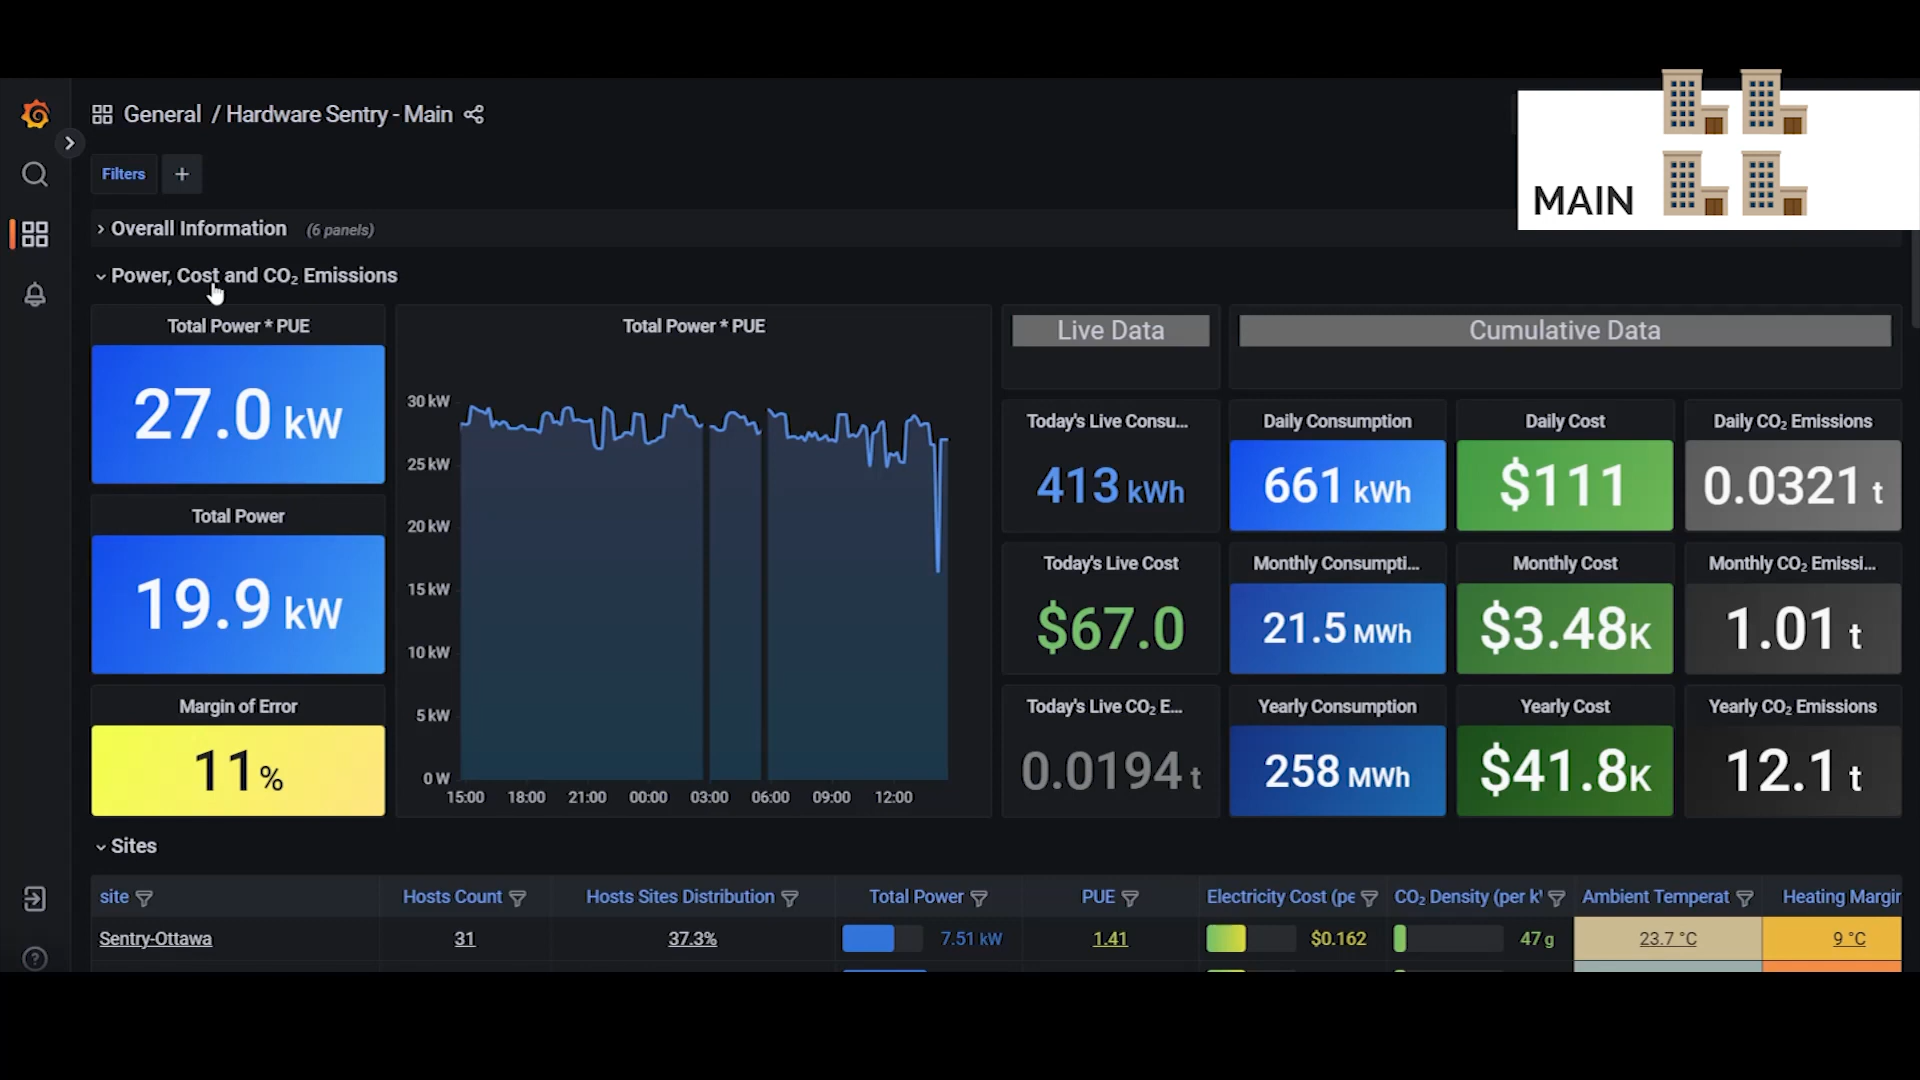 General / Hardware Sentry - Main
MAIN
Filters +
Overall Information (6 panels)
Power, Cost and CO₂ Emissions
Total Power * PUE
27.0 kW
Total Power
19.9 kW
Margin of Error
11%
Total Power * PUE
30 kW
25 kW
20 kW
15 kW
10 kW
5 kW
0 W
15:00 18:00 21:00 00:00 03:00 06:00 09:00 12:00
Live Data
Cumulative Data
Today's Live Consu...
413 kWh
Daily Consumption
661 kWh
Daily Cost
$111
Daily CO₂ Emissions
0.0321 t
Today's Live Cost
$67.0
Monthly Consumpti...
21.5 MWh
Monthly Cost
$3.48K
Monthly CO₂ Emissi...
1.01 t
Today's Live CO₂ E...
0.0194 t
Yearly Consumption
258 MWh
Yearly Cost
$41.8K
Yearly CO₂ Emissions
12.1 t
Sites
site Hosts Count Hosts Sites Distribution Total Power PUE Electricity Cost (pe CO₂ Density (per k Ambient Temperat Heating Margin
Sentry-Ottawa 31 37.3% 7.51 kW 1.41 $0.162 47 g 23.7 °C 9 °C